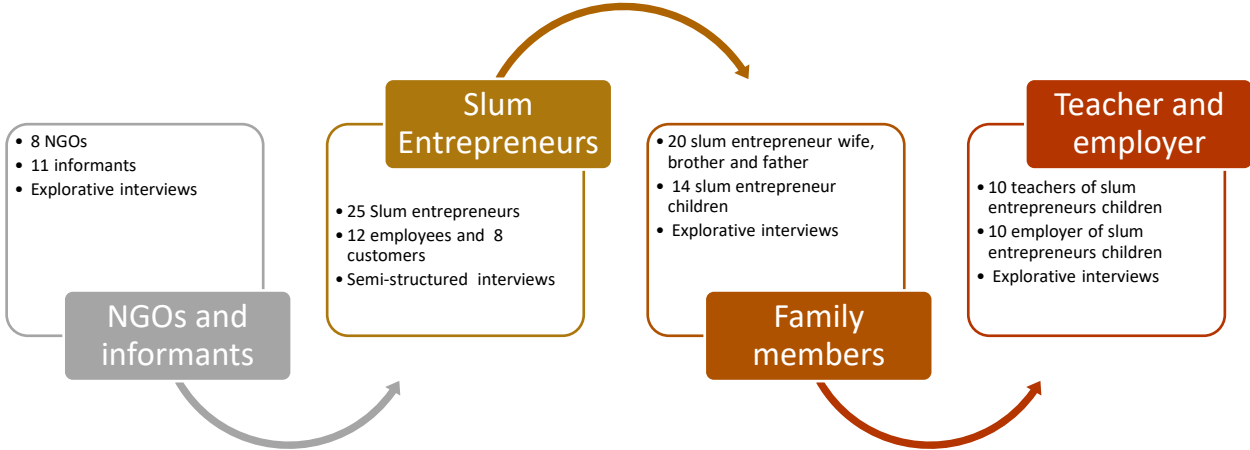 • 8 NGOs
• 11 informants
• Explorative interviews
NGOs and
informants
Slum
Entrepreneurs
• 25 Slum entrepreneurs
• 12 employees and 8
customers
• Semi-structured interviews
• 20 slum entrepreneur wife,
brother and father
• 14 slum entrepreneur
children
• Explorative interviews
Family
members
Teacher and
employer
• 10 teachers of slum
entrepreneurs children
• 10 employer of slum
entrepreneurs children
• Explorative interviews